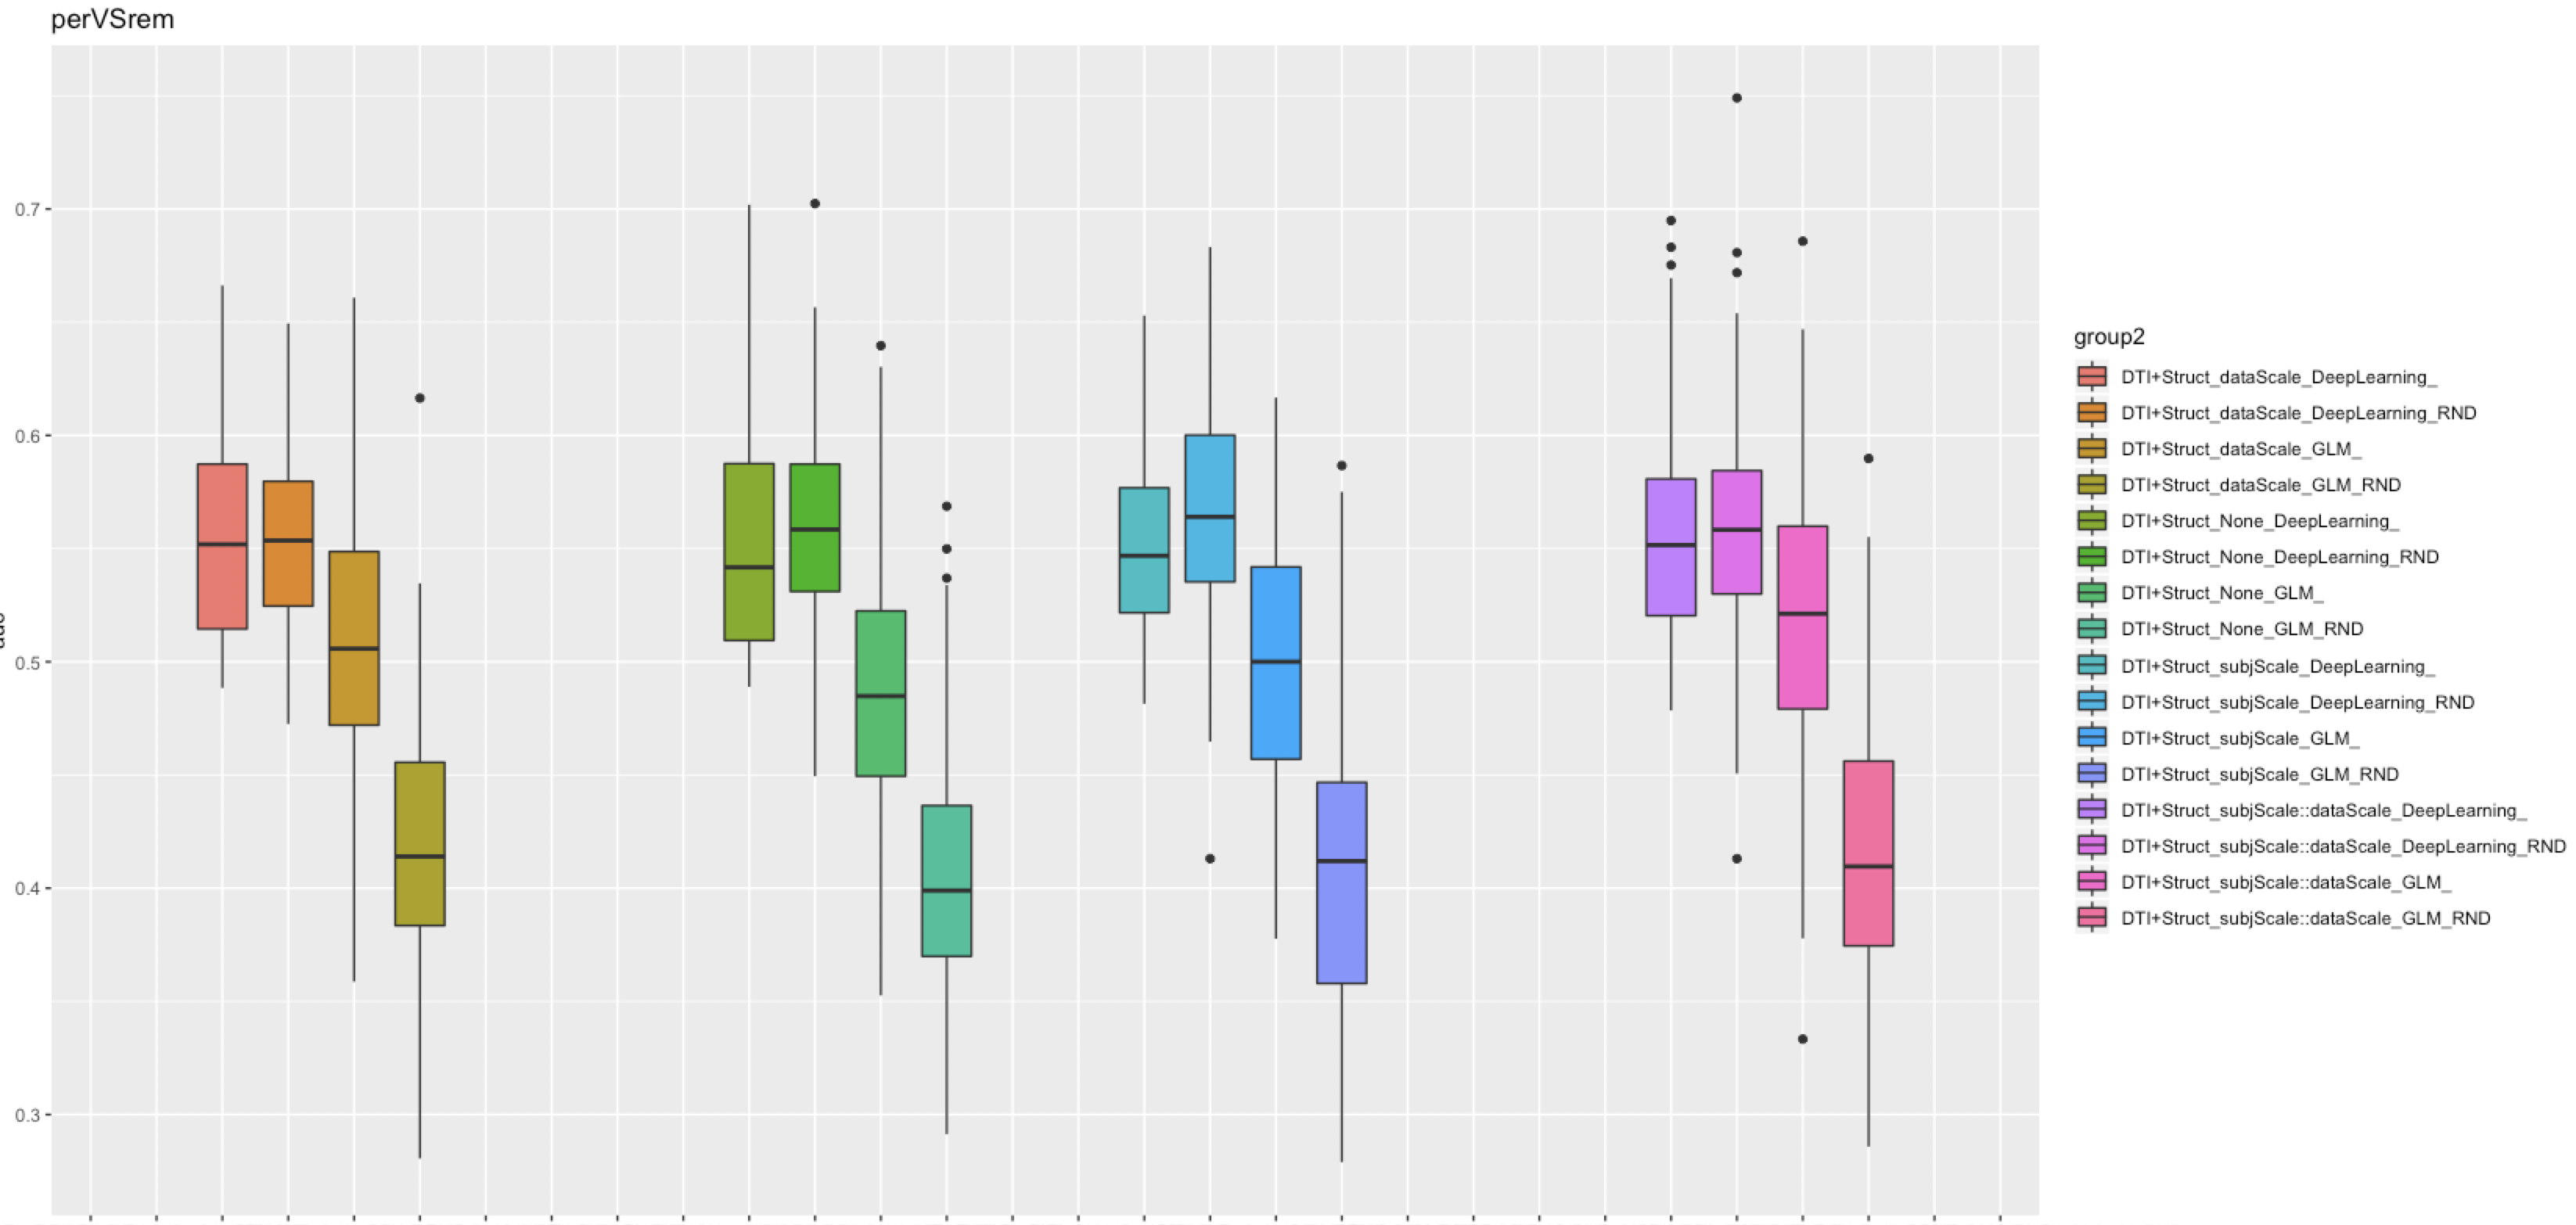 perVSrem
0.7
0.6
0.5
0.4
0.3
group2
DTI+Struct_dataScale_DeepLearning_
DTI+Struct_dataScale_DeepLearning_RND
DTI+Struct_dataScale_GLM_
DTI+Struct_dataScale_GLM_RND
DTI+Struct_None_DeepLearning_
DTI+Struct_None_DeepLearning_RND
DTI+Struct_None_GLM_
DTI+Struct_None_GLM_RND
DTI+Struct_subjScale_DeepLearning_
DTI+Struct_subjScale_DeepLearning_RND
DTI+Struct_subjScale_GLM_
DTI+Struct_subjScale_GLM_RND
DTI+Struct_subjScale::dataScale_DeepLearning_
DTI+Struct_subjScale::dataScale_DeepLearning_RND
DTI+Struct_subjScale::dataScale_GLM_
DTI+Struct_subjScale::dataScale_GLM_RND